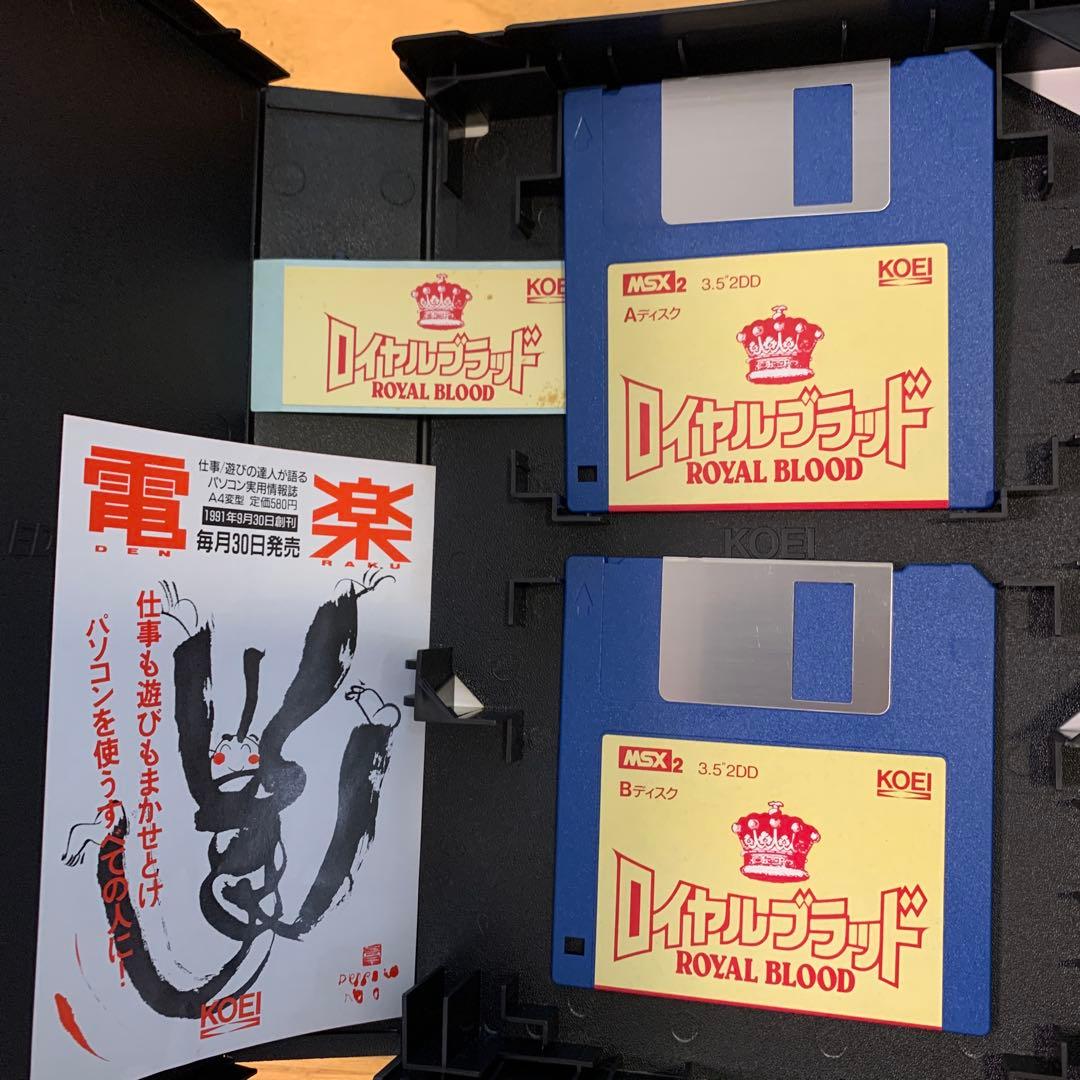 MSX2 3.5"2DD
KOEI
Aディスク
ロイヤルブラッド
ROYAL BLOOD
KOEI
ロイヤルブラッド
ROYAL BLOOD
KOEI
MSX2 3.5"2DD
KOEI
Bディスク
ロイヤルブラッド
ROYAL BLOOD
電楽
DEN RAKU
仕事/遊びの達人が語る
パソコン実用情報誌
A4変型 定価580円
1991年9月30日創刊
毎月30日発売
仕事も遊びもまかせとけ
パソコンを使うすべての人に!
KOEI